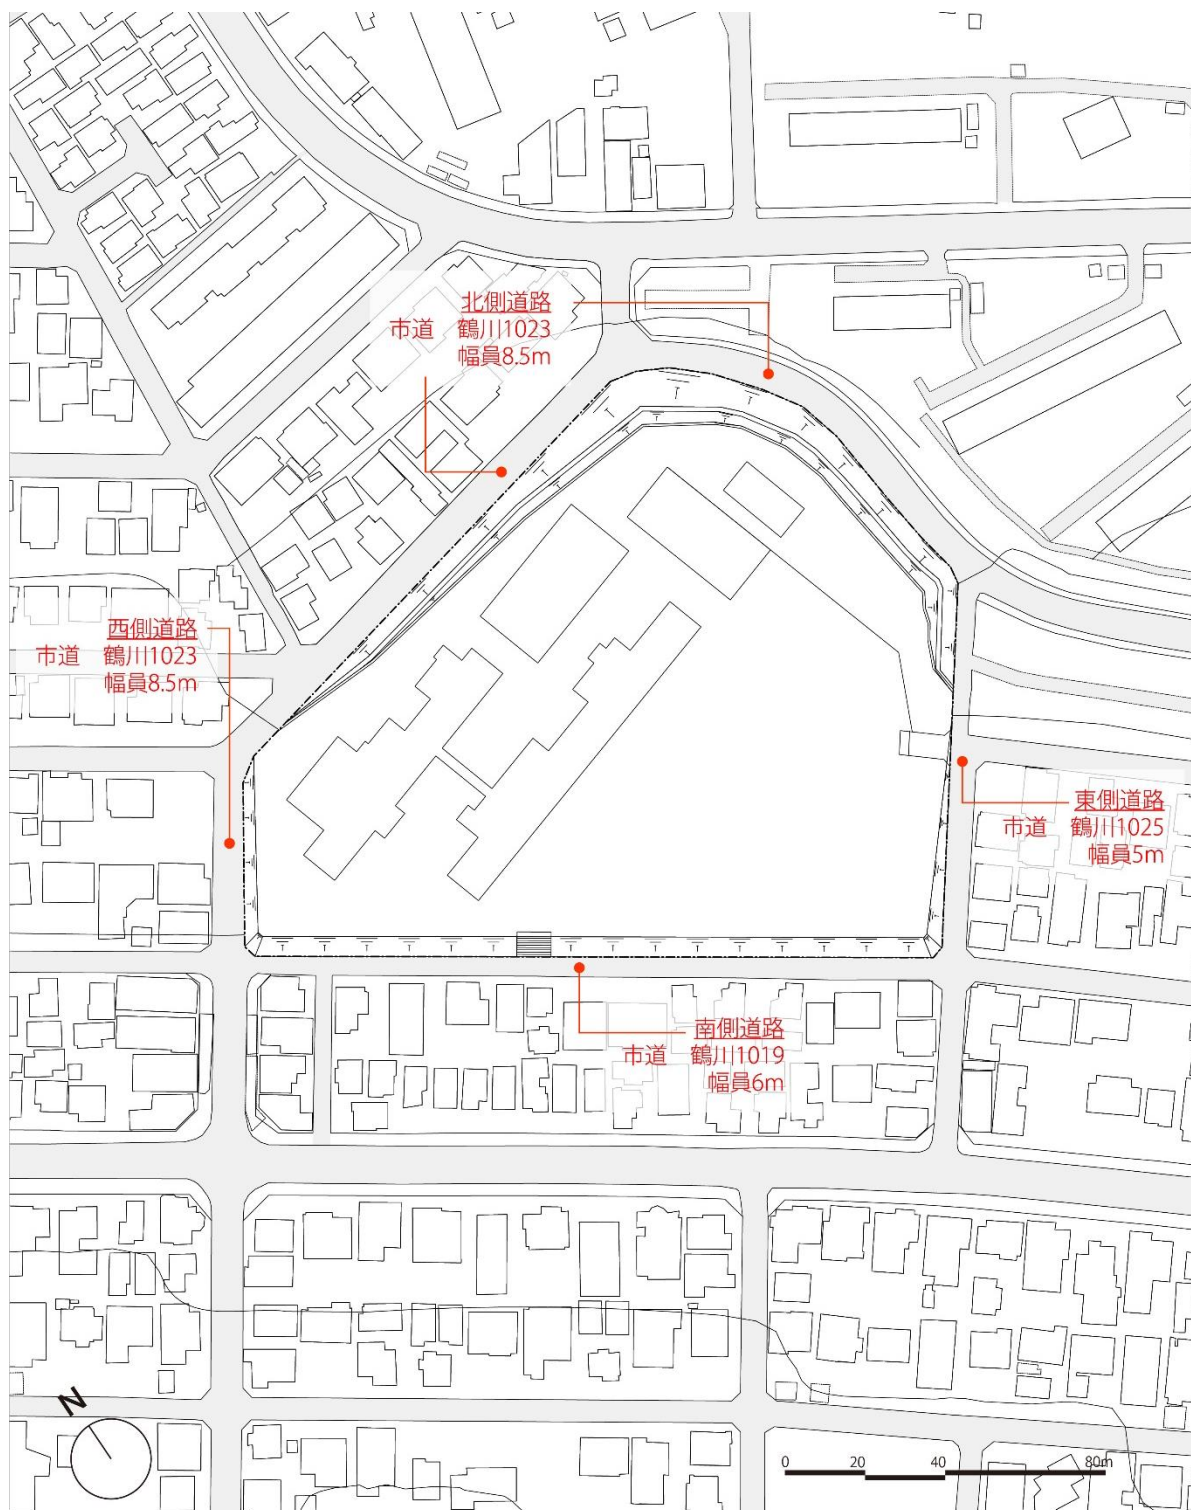 北側道路
市道 鶴川1023
幅員8.5m
西側道路
市道 鶴川1023
幅員8.5m
東側道路
市道 鶴川1025
幅員5m
南側道路
市道 鶴川1019
幅員6m
N
0 20 40 80m